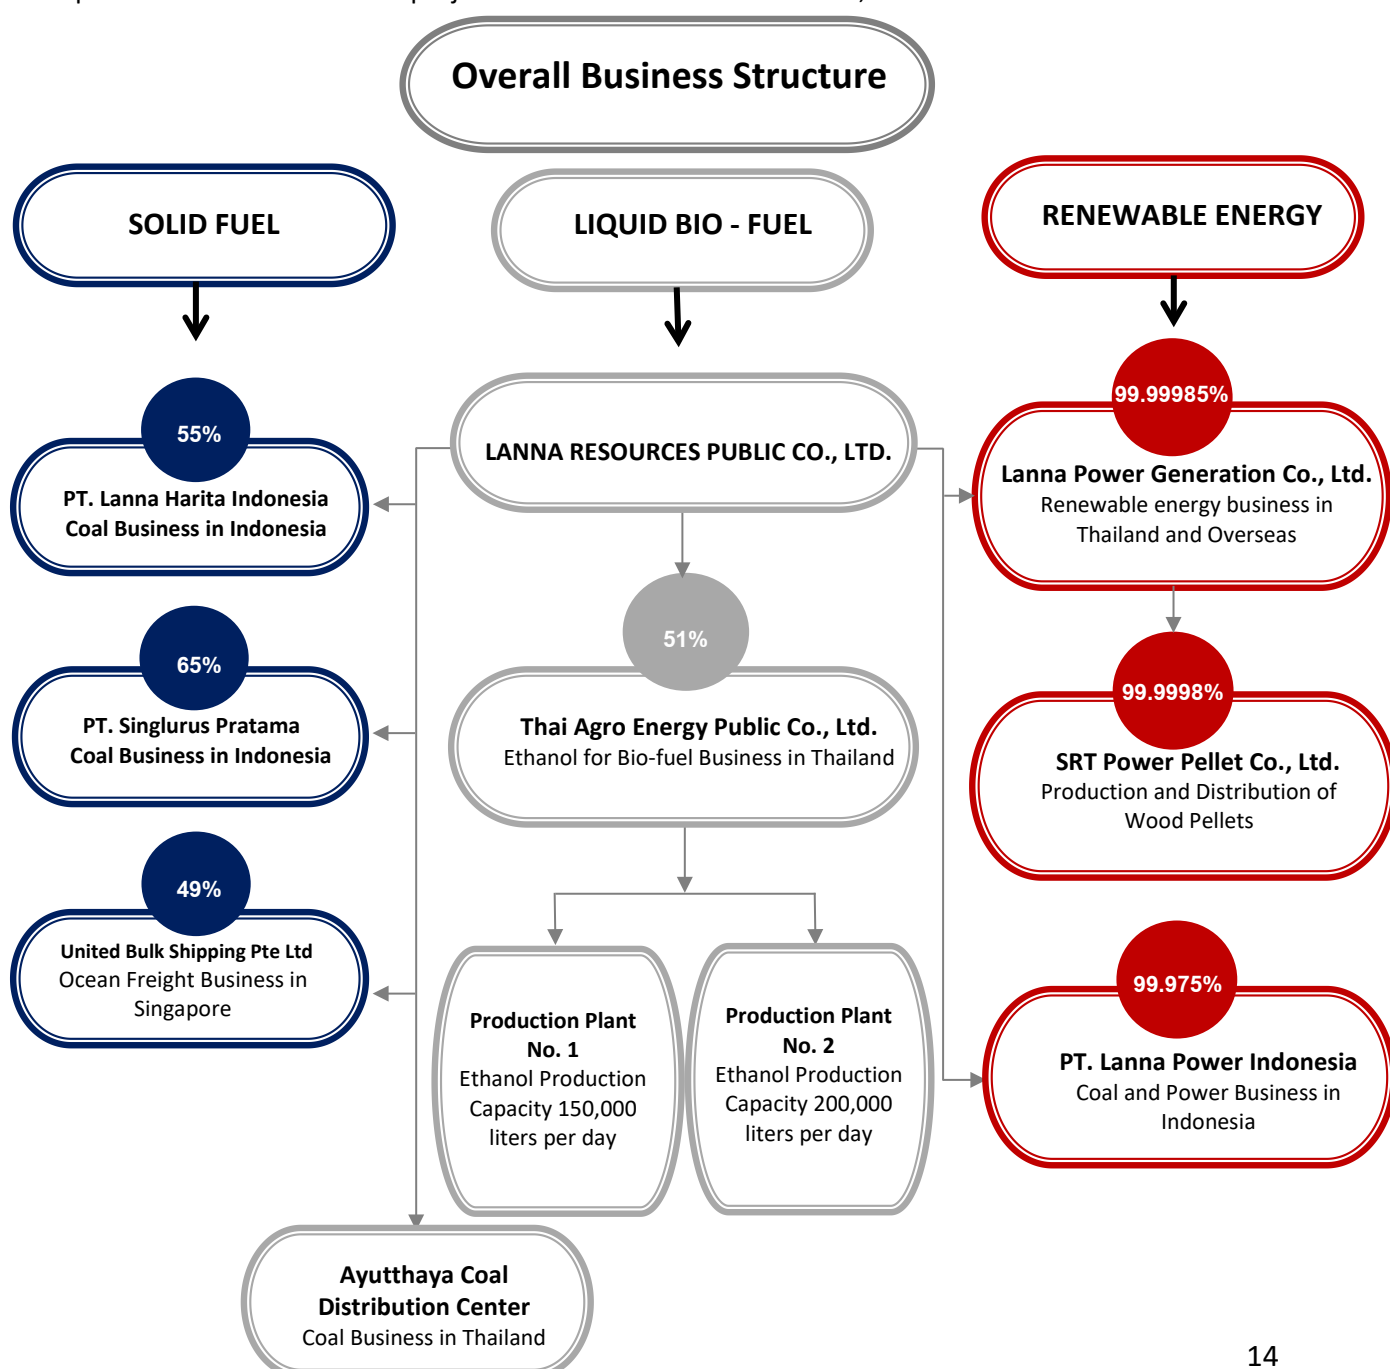 Overall Business Structure
SOLID FUEL
LIQUID BIO - FUEL
RENEWABLE ENERGY
55%
PT. Lanna Harita Indonesia
Coal Business in Indonesia
65%
PT. Singlurus Pratama
Coal Business in Indonesia
49%
United Bulk Shipping Pte Ltd
Ocean Freight Business in
Singapore
LANNA RESOURCES PUBLIC CO., LTD.
51%
Thai Agro Energy Public Co., Ltd.
Ethanol for Bio-fuel Business in Thailand
Production Plant
No. 1
Ethanol Production
Capacity 150,000
liters per day
Production Plant
No. 2
Ethanol Production
Capacity 200,000
liters per day
Ayutthaya Coal
Distribution Center
Coal Business in Thailand
99.99985%
Lanna Power Generation Co., Ltd.
Renewable energy business in
Thailand and Overseas
99.9998%
SRT Power Pellet Co., Ltd.
Production and Distribution of
Wood Pellets
99.975%
PT. Lanna Power Indonesia
Coal and Power Business in
Indonesia
14